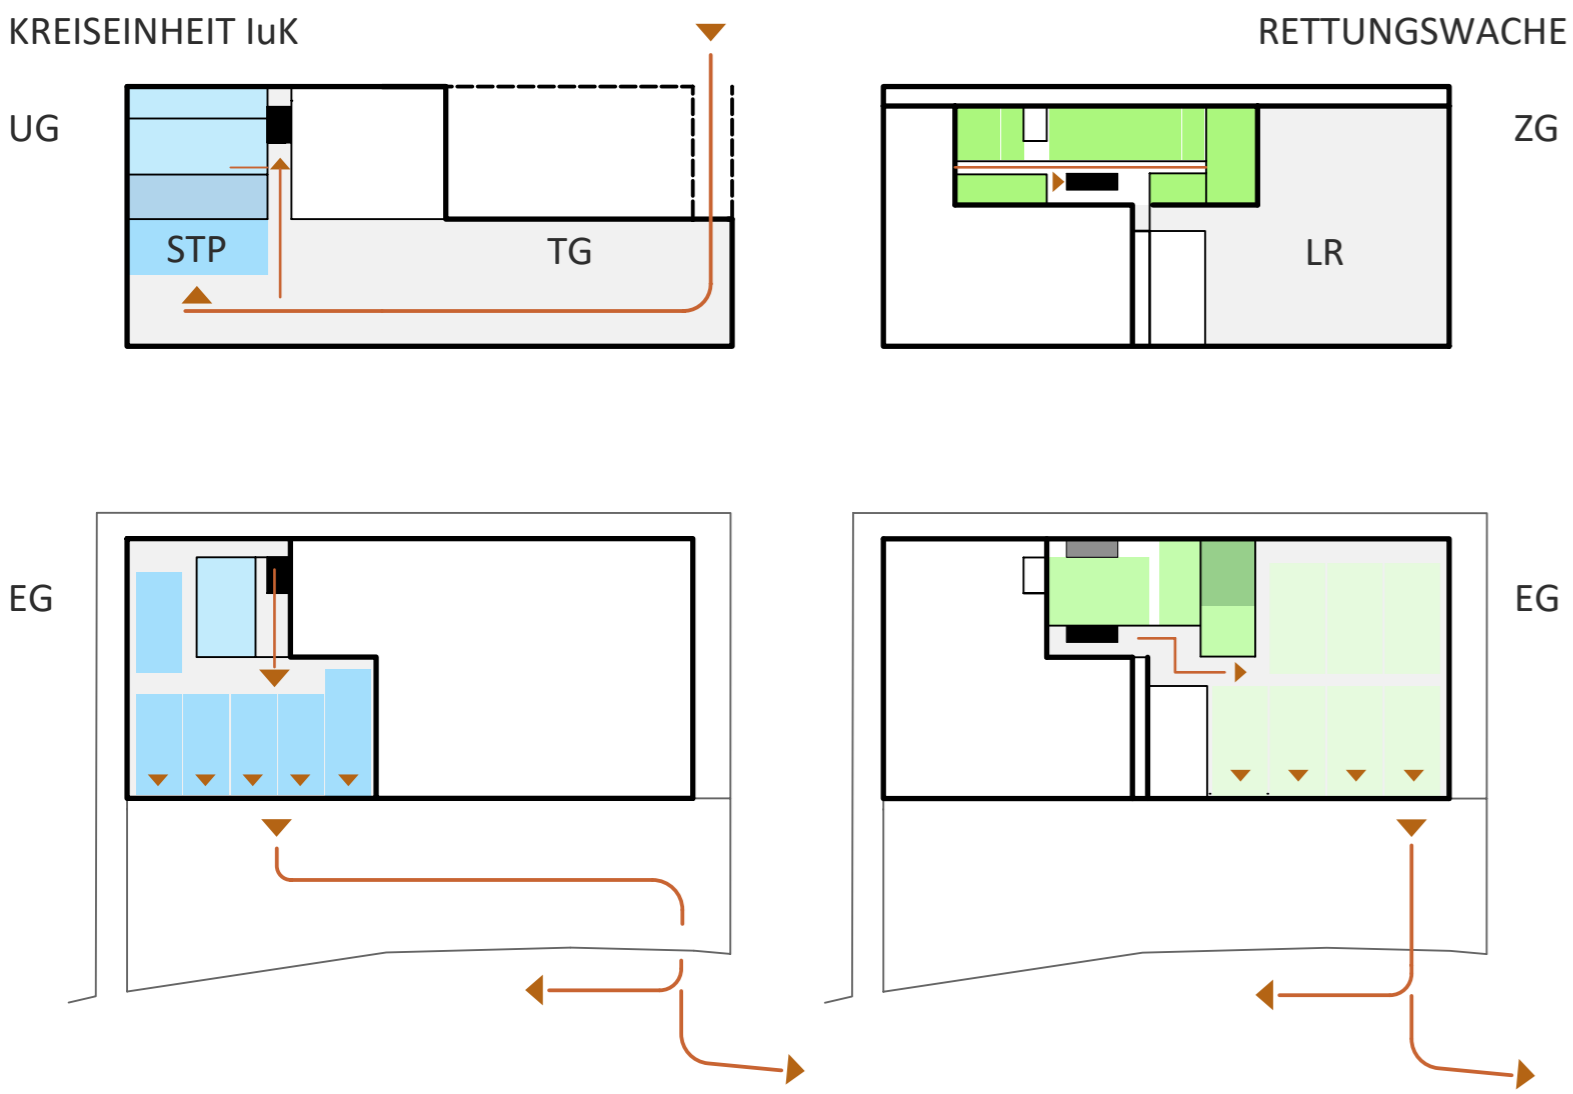 KREISEINHEIT IuK
RETTUNGSWACHE
UG
ZG
STP
TG
LR
EG
EG